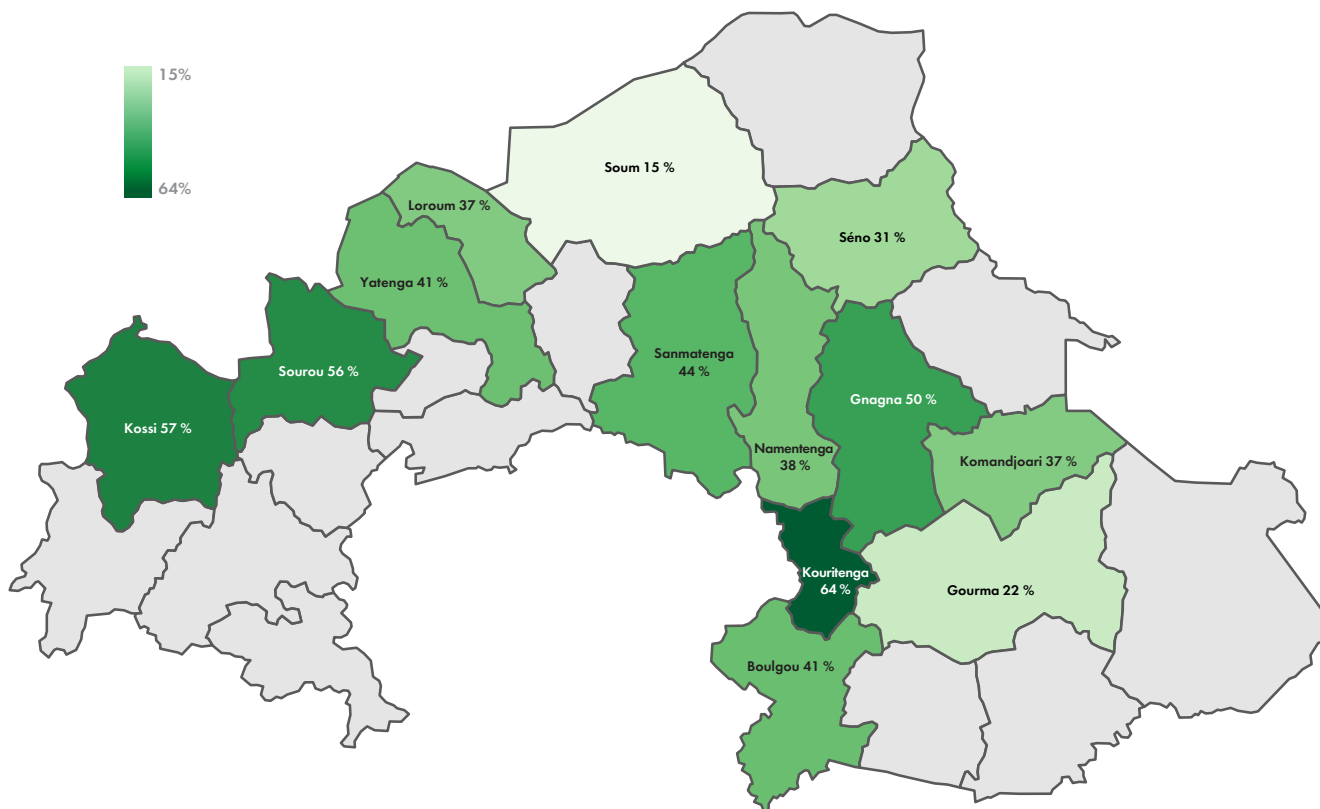 15%
64%
Soum 15 %
Loroum 37 %
Séno 31 %
Yatenga 41 %
Sanmatenga
44 %
Sourou 56 %
Gnagna 50 %
Kossi 57 %
Namentenga
38 %
Komandjoari 37 %
Kouritenga
64 %
Gourma 22 %
Boulgou 41 %